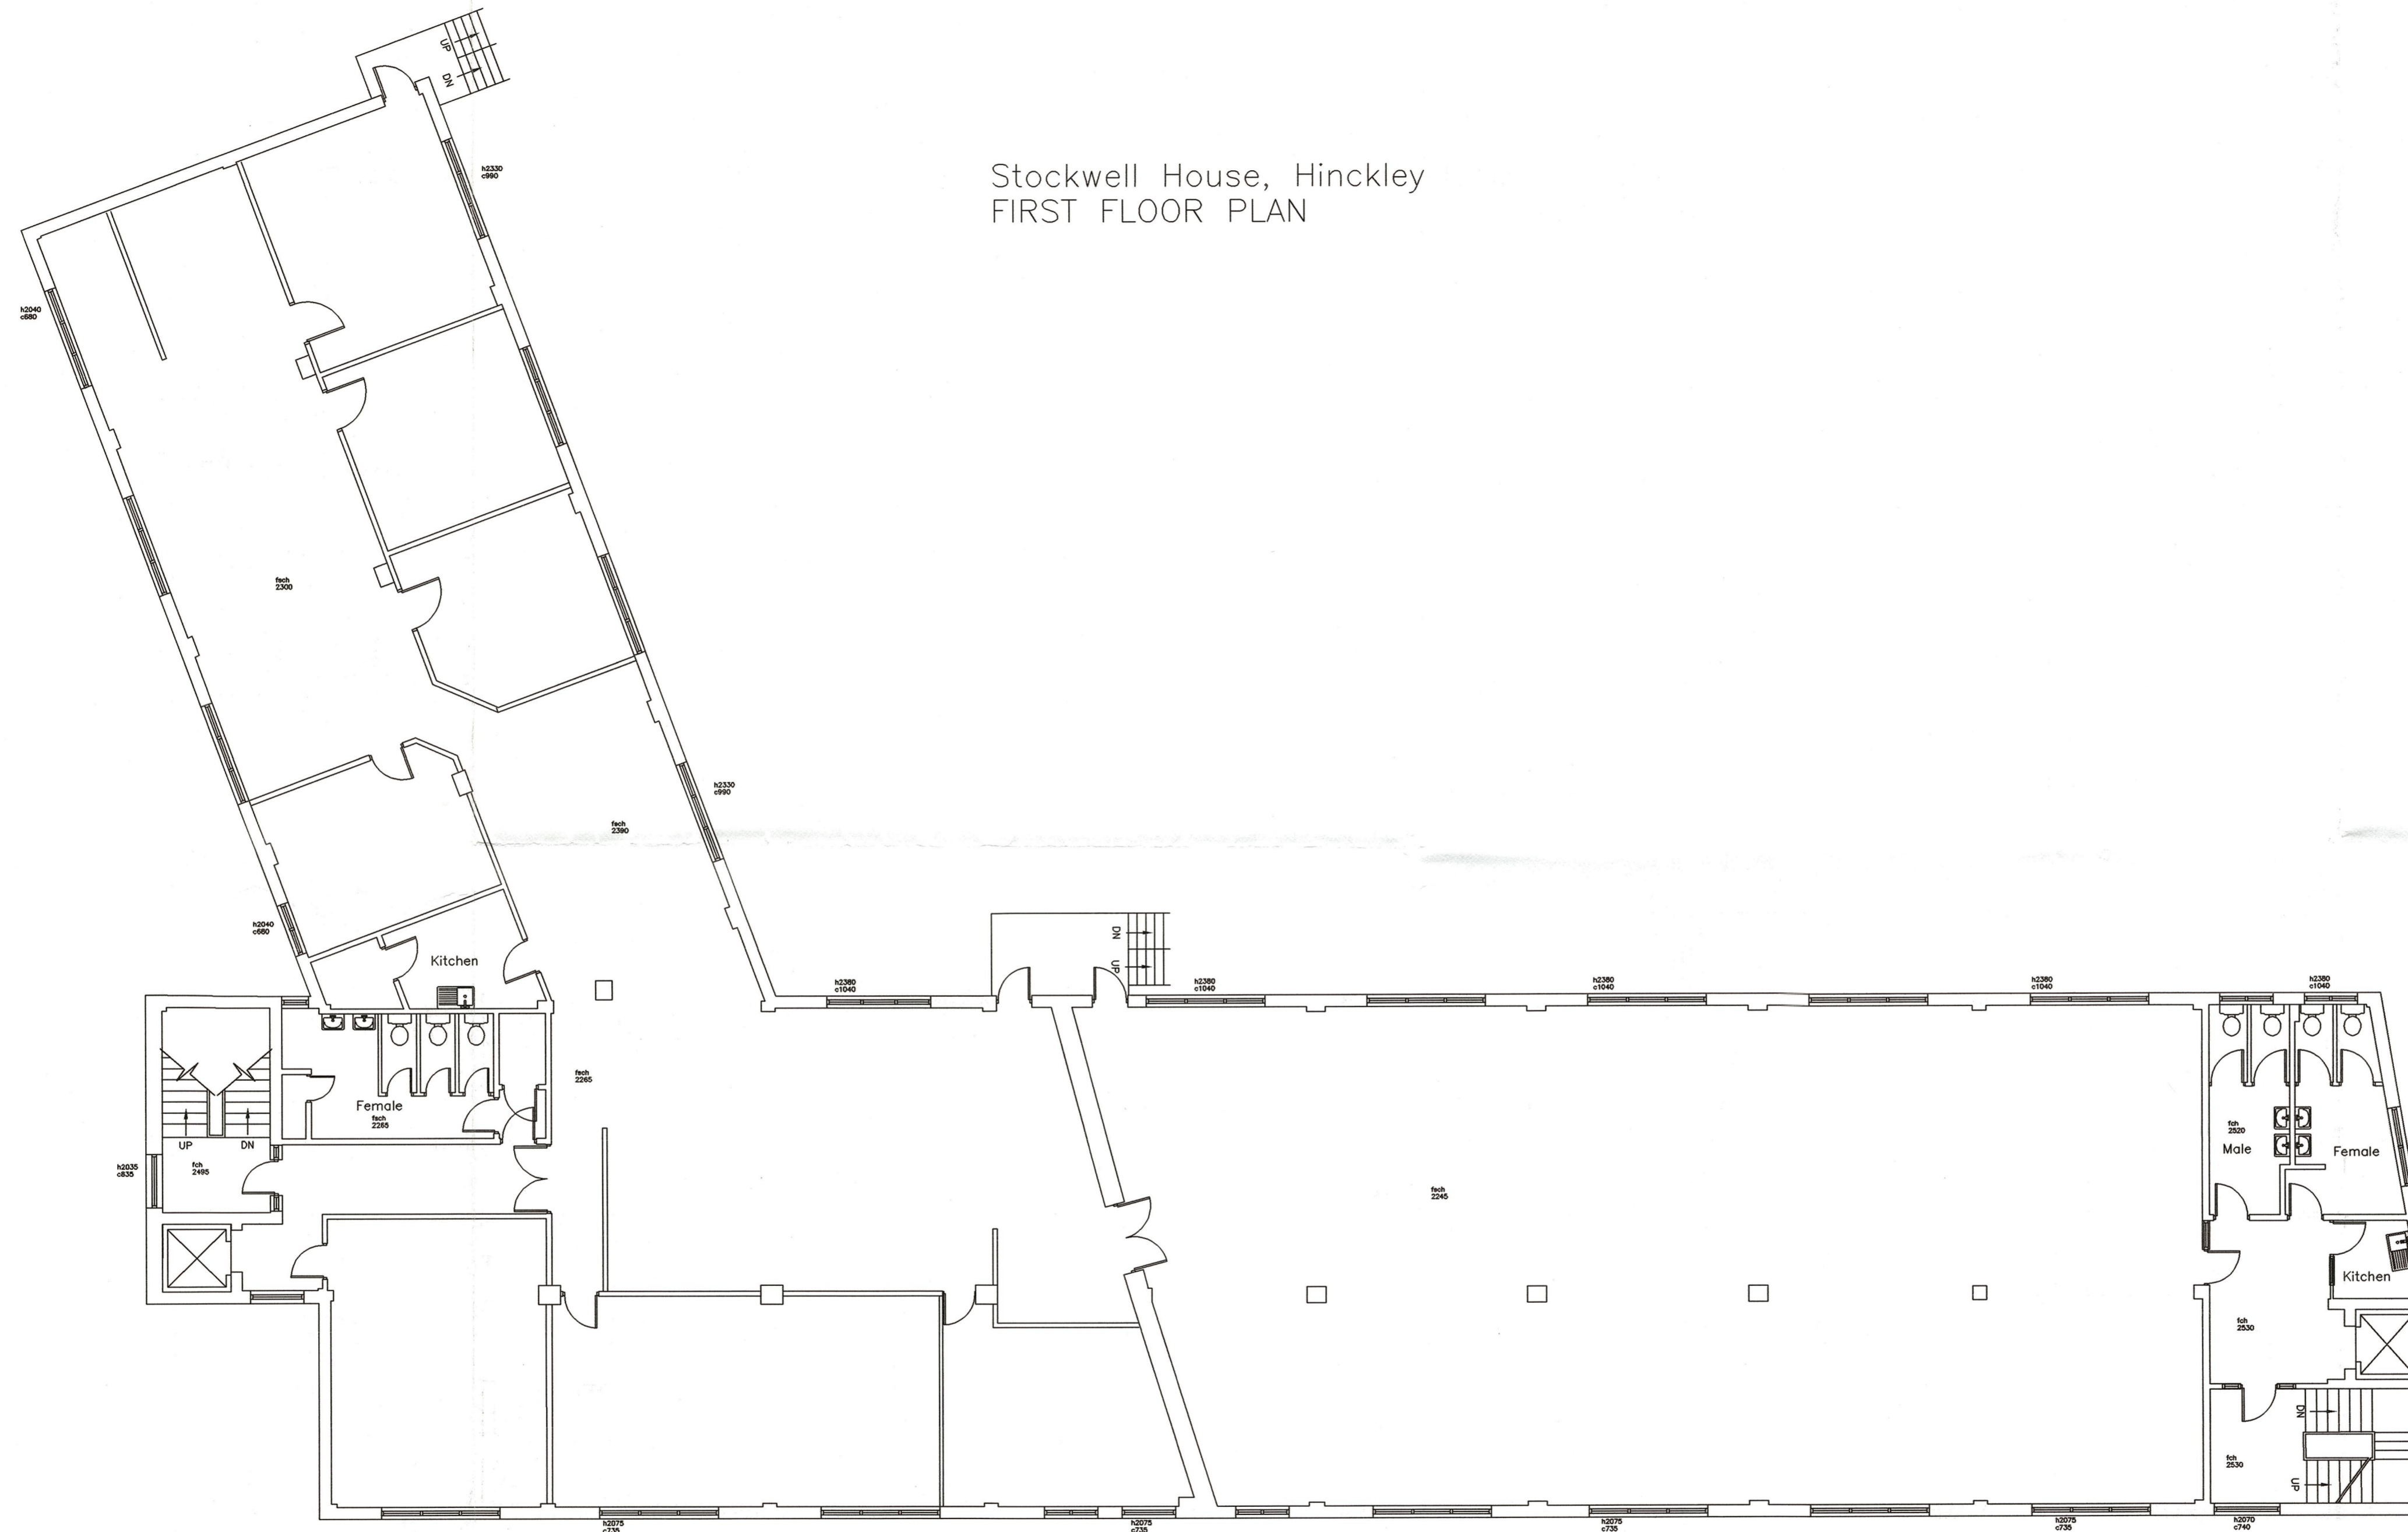 UP
DN
Stockwell House, Hinckley
FIRST FLOOR PLAN
h2330
c990
h2040
c680
fsch
2300
h2330
c990
fsch
2390
h2040
c680
Kitchen
DN
UP
h2380
c1040
h2380
c1040
h2380
c1040
h2380
c1040
h2380
c1040
fsch
2265
Female
fsch
2265
UP
DN
h2035
c835
fch
2495
fsch
2245
fch
2520
Male
Female
Kitchen
fch
2530
DN
fch
2530
UP
h2075
c735
h2075
c735
h2075
c735
h2075
c735
h2070
c740